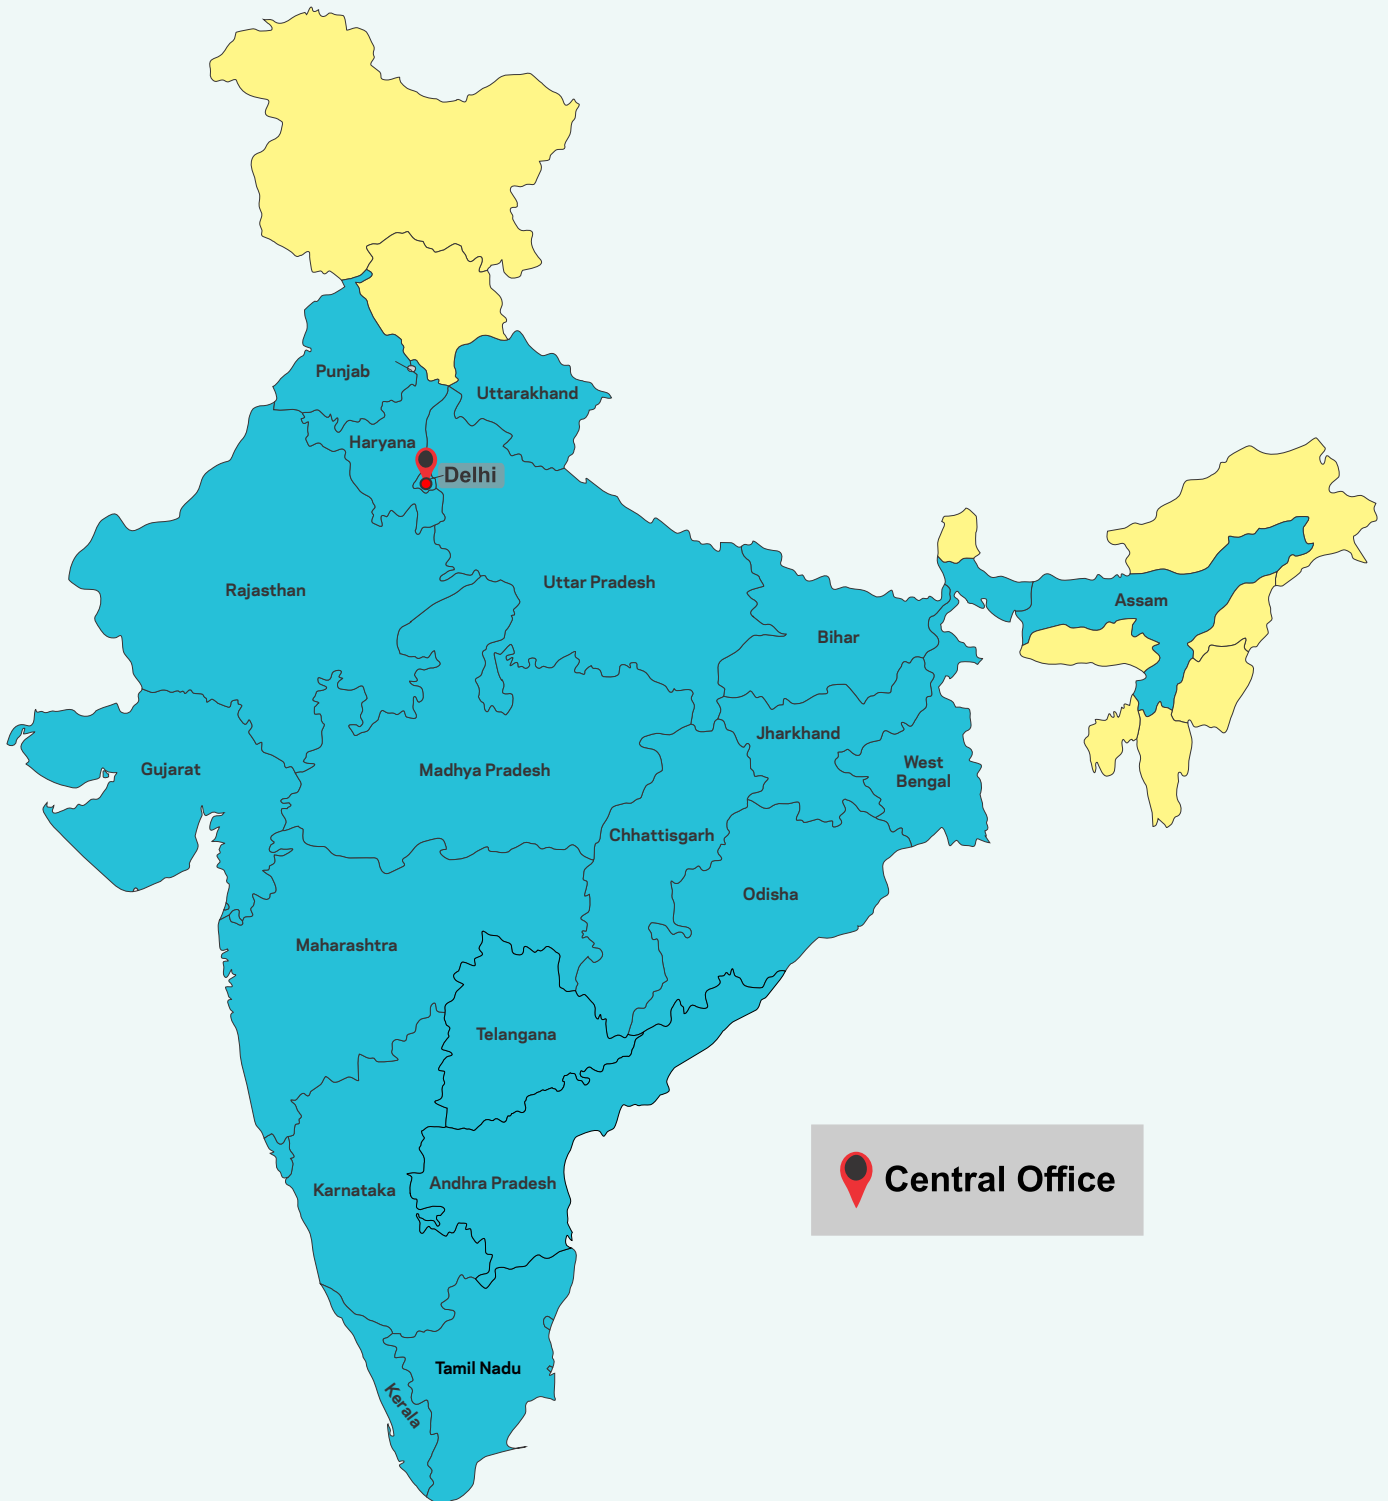 Punjab
Uttarakhand
Haryana
Delhi
Rajasthan
Uttar Pradesh
Assam
Bihar
Jharkhand
Gujarat
Madhya Pradesh
West
Bengal
Chhattisgarh
Odisha
Maharashtra
Telangana
Karnataka
Andhra Pradesh
Central Office
Tamil Nadu
Kerala